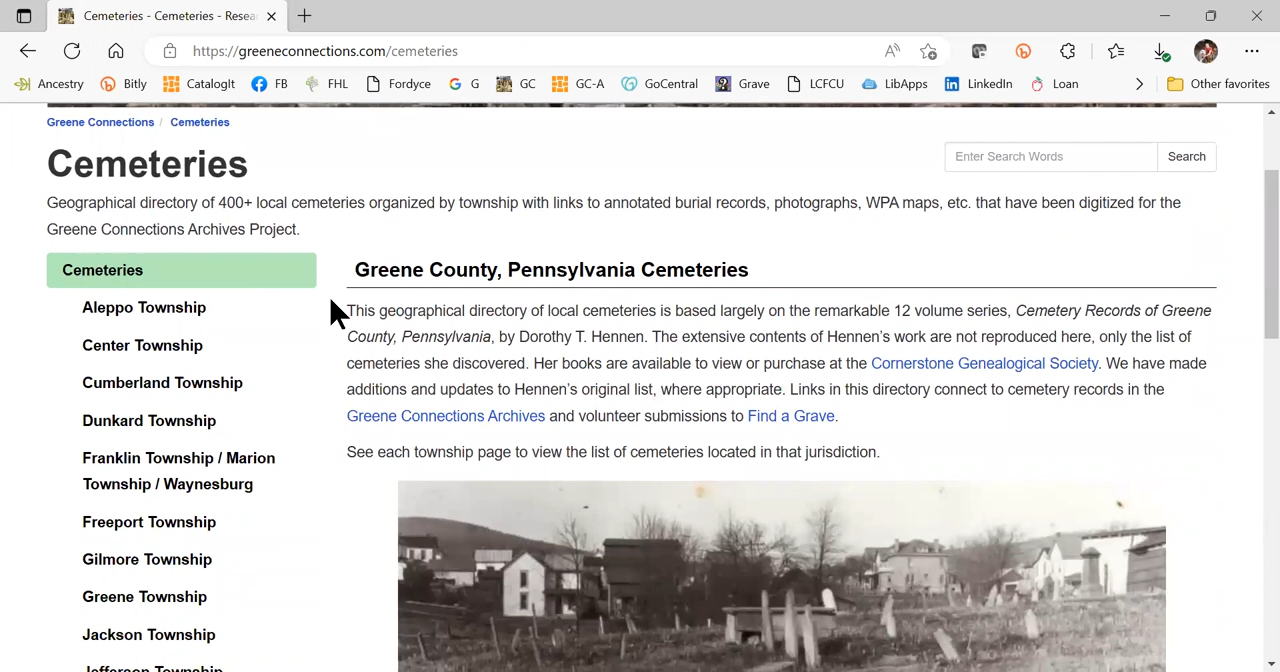 Cemeteries - Cemeteries - Resea
https://greeneconnections.com/cemeteries
Ancestry Bitly CatalogIt FB FHL Fordyce G GC GC-A GoCentral Grave LCFCU LibApps LinkedIn Loan Other favorites
Greene Connections / Cemeteries
Cemeteries
Enter Search Words Search
Geographical directory of 400+ local cemeteries organized by township with links to annotated burial records, photographs, WPA maps, etc. that have been digitized for the
Greene Connections Archives Project.
Cemeteries
Aleppo Township
Center Township
Cumberland Township
Dunkard Township
Franklin Township / Marion
Township / Waynesburg
Freeport Township
Gilmore Township
Greene Township
Jackson Township
Jefferson Township
Greene County, Pennsylvania Cemeteries
This geographical directory of local cemeteries is based largely on the remarkable 12 volume series, Cemetery Records of Greene
County, Pennsylvania, by Dorothy T. Hennen. The extensive contents of Hennen's work are not reproduced here, only the list of
cemeteries she discovered. Her books are available to view or purchase at the Cornerstone Genealogical Society. We have made
additions and updates to Hennen's original list, where appropriate. Links in this directory connect to cemetery records in the
Greene Connections Archives and volunteer submissions to Find a Grave.
See each township page to view the list of cemeteries located in that jurisdiction.